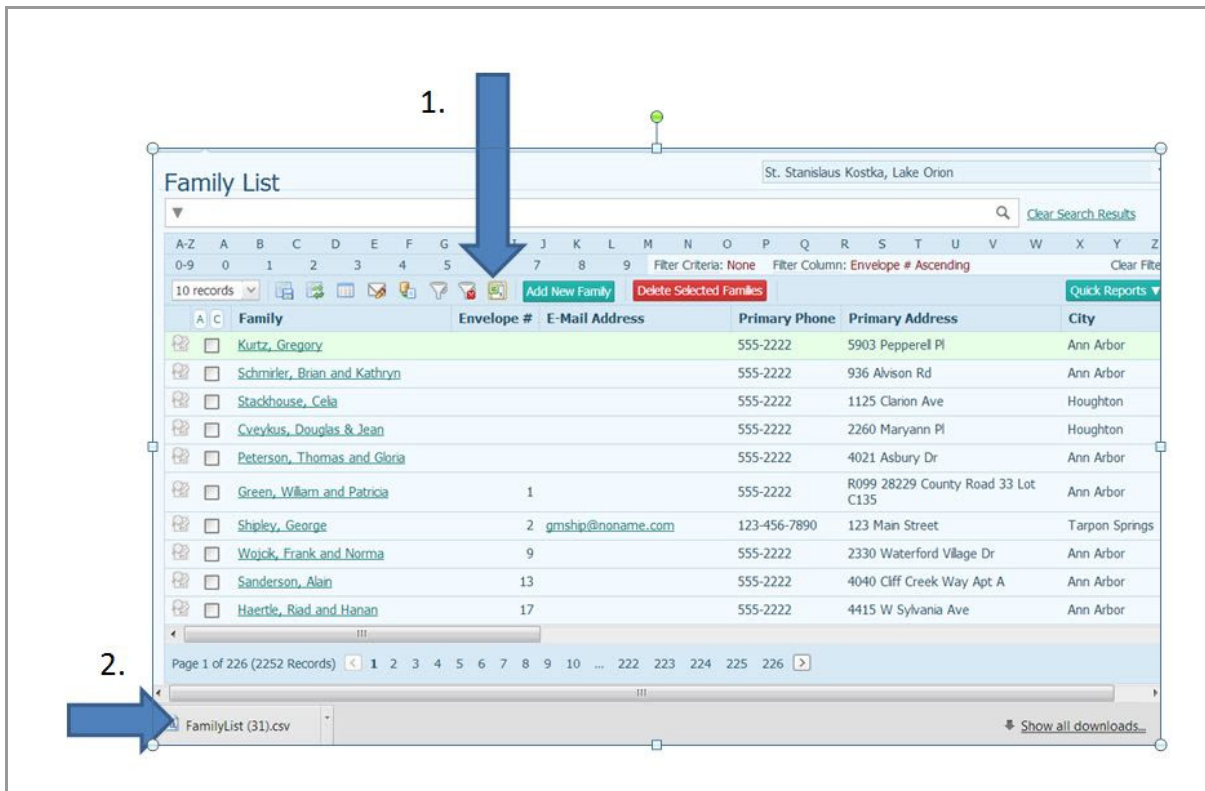 1.
Family List
St. Stanislaus Kostka, Lake Orion
Clear Search Results
A-Z A B C D E F G J K L M N O P Q R S T U V W X Y Z
0-9 0 1 2 3 4 5 7 8 9 Filter Criteria: None Filter Column: Envelope # Ascending Clear Filte
10 records Add New Family Delete Selected Families Quick Reports
A C Family Envelope # E-Mail Address Primary Phone Primary Address City
Kurtz, Gregory 555-2222 5903 Pepperell Pl Ann Arbor
Schmirler, Brian and Kathryn 555-2222 936 Alvison Rd Ann Arbor
Stackhouse, Celia 555-2222 1125 Clarion Ave Houghton
Cveykus, Douglas & Jean 555-2222 2260 Maryann Pl Houghton
Peterson, Thomas and Gloria 555-2222 4021 Asbury Dr Ann Arbor
Green, William and Patricia 1 555-2222 R099 28229 County Road 33 Lot
C135 Ann Arbor
Shipley, George 2 gmship@noname.com 123-456-7890 123 Main Street Tarpon Springs
Wojcik, Frank and Norma 9 555-2222 2330 Waterford Village Dr Ann Arbor
Sanderson, Alain 13 555-2222 4040 Cliff Creek Way Apt A Ann Arbor
Haertle, Riad and Hanan 17 555-2222 4415 W Sylvania Ave Ann Arbor
Page 1 of 226 (2252 Records) 1 2 3 4 5 6 7 8 9 10 ... 222 223 224 225 226
2.
FamilyList (31).csv Show all downloads...